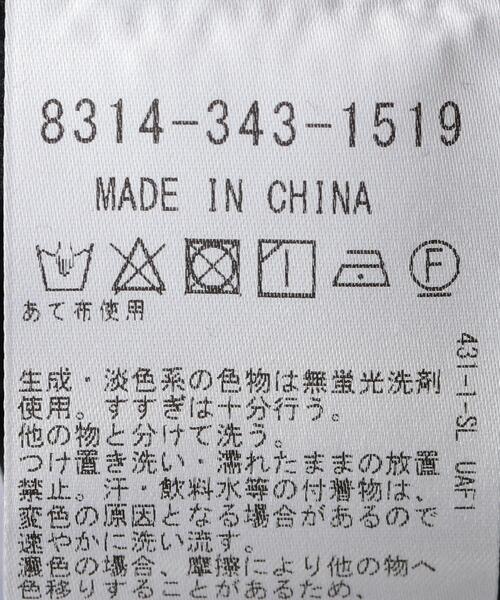 8314-343-1519
MADE IN CHINA
F
あて布使用
生成・淡色系の色物は無蛍光洗剤
使用。すすぎは十分行う。
他の物と分けて洗う。
つけ置き洗い・濡れたままの放置
禁止。汗・飲料水等の付着物は、
変色の原因となる場合があるので
速やかに洗い流す。
濃色の場合、摩擦により他の物へ
色移りすることがあるため、
431-1-SL UAF1